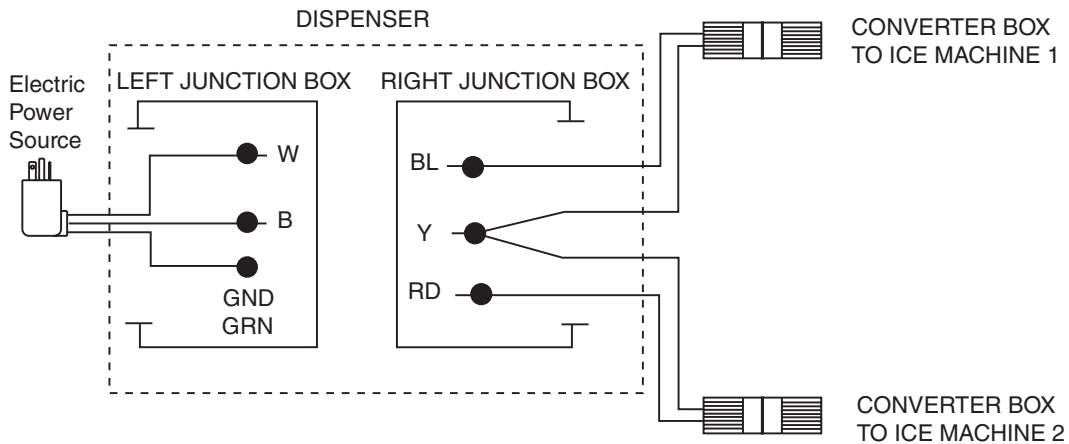 DISPENSER
CONVERTER BOX
TO ICE MACHINE 1
Electric
Power
Source
LEFT JUNCTION BOX
RIGHT JUNCTION BOX
W
B
GND
GRN
BL
Y
RD
CONVERTER BOX
TO ICE MACHINE 2